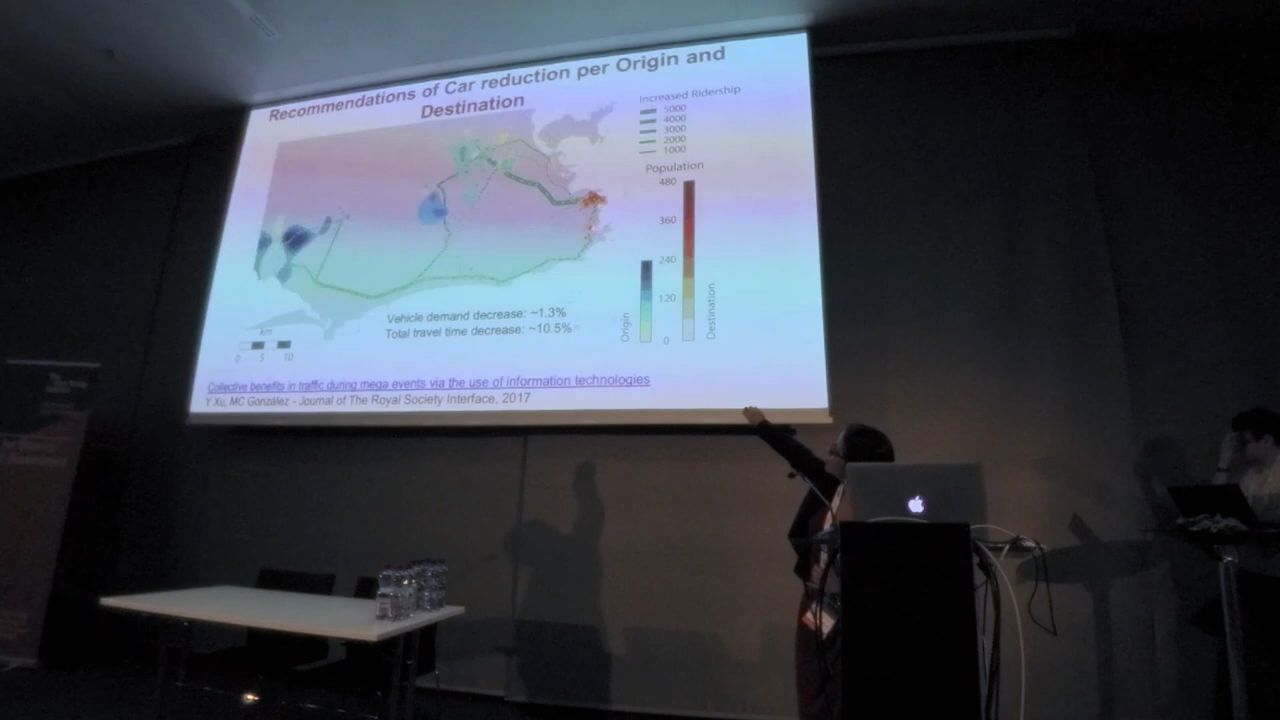 Recommendations of Car reduction per Origin and
Destination
Increased Ridership
5000
4000
3000
2000
1000
Population
480
360
240
120
0
Origin
Destination
Vehicle demand decrease: ~1.3%
Total travel time decrease: ~10.5%
km
0 5 10
Collective benefits in traffic during mega events via the use of information technologies
Y Xu, MC González - Journal of The Royal Society Interface, 2017